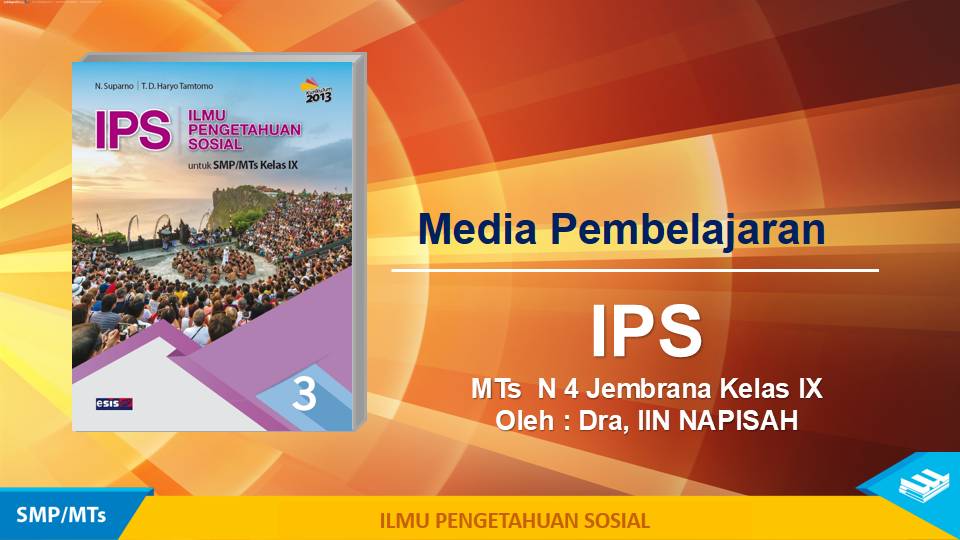 N. Suparno | T. D. Haryo Tamtomo
Kurikulum
2013
IPS
ILMU
PENGETAHUAN
SOSIAL
untuk SMP/MTs Kelas IX
3
esis
Media Pembelajaran
IPS
MTs N 4 Jembrana Kelas IX
Oleh : Dra, IIN NAPISAH
SMP/MTs
ILMU PENGETAHUAN SOSIAL